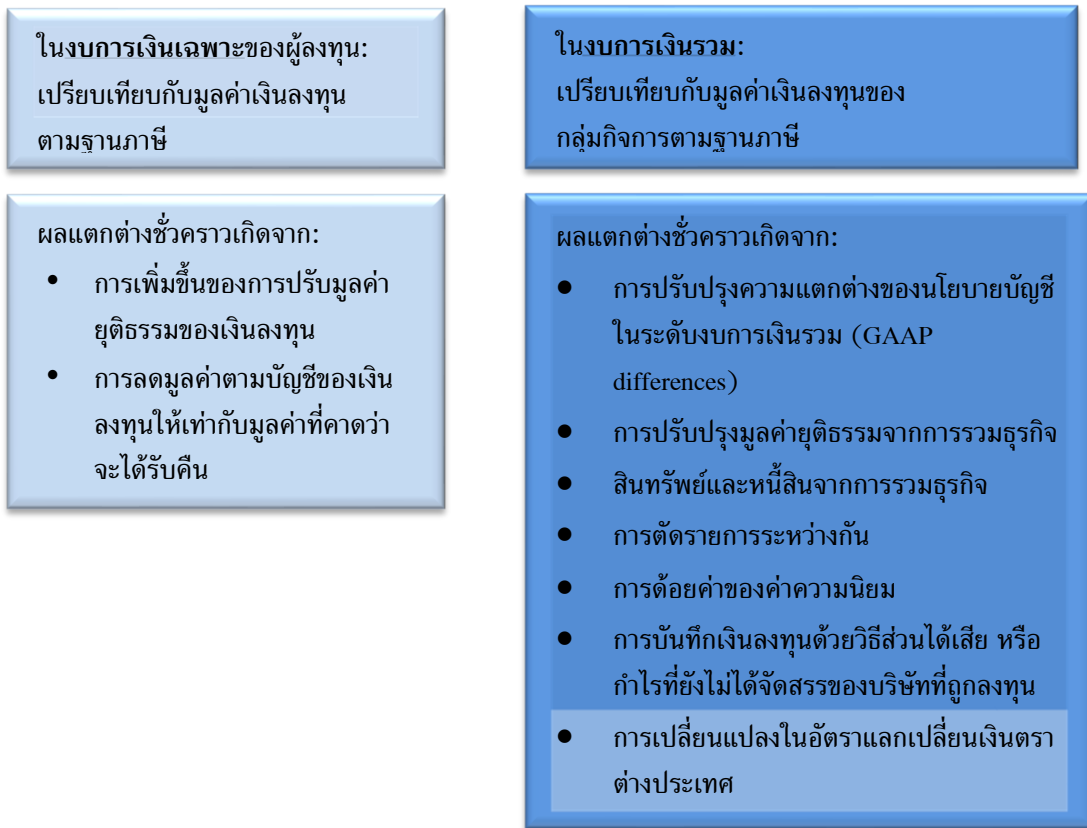 ในงบการเงินเฉพาะของผู้ลงทุน:
เปรียบเทียบกับมูลค่าเงินลงทุน
ตามฐานภาษี
ในงบการเงินรวม:
เปรียบเทียบกับมูลค่าเงินลงทุนของ
กลุ่มกิจการตามฐานภาษี
ผลแตกต่างชั่วคราวเกิดจาก:
• การเพิ่มขึ้นของการปรับมูลค่า
ยุติธรรมของเงินลงทุน
• การลดมูลค่าตามบัญชีของเงิน
ลงทุนให้เท่ากับมูลค่าที่คาดว่า
จะได้รับคืน
ผลแตกต่างชั่วคราวเกิดจาก:
● การปรับปรุงความแตกต่างของนโยบายบัญชี
ในระดับงบการเงินรวม (GAAP
differences)
● การปรับปรุงมูลค่ายุติธรรมจากการรวมธุรกิจ
● สินทรัพย์และหนี้สินจากการรวมธุรกิจ
● การตัดรายการระหว่างกัน
● การด้อยค่าของค่าความนิยม
● การบันทึกเงินลงทุนด้วยวิธีส่วนได้เสีย หรือ
กำไรที่ยังไม่ได้จัดสรรของบริษัทที่ถูกลงทุน
● การเปลี่ยนแปลงในอัตราแลกเปลี่ยนเงินตรา
ต่างประเทศ